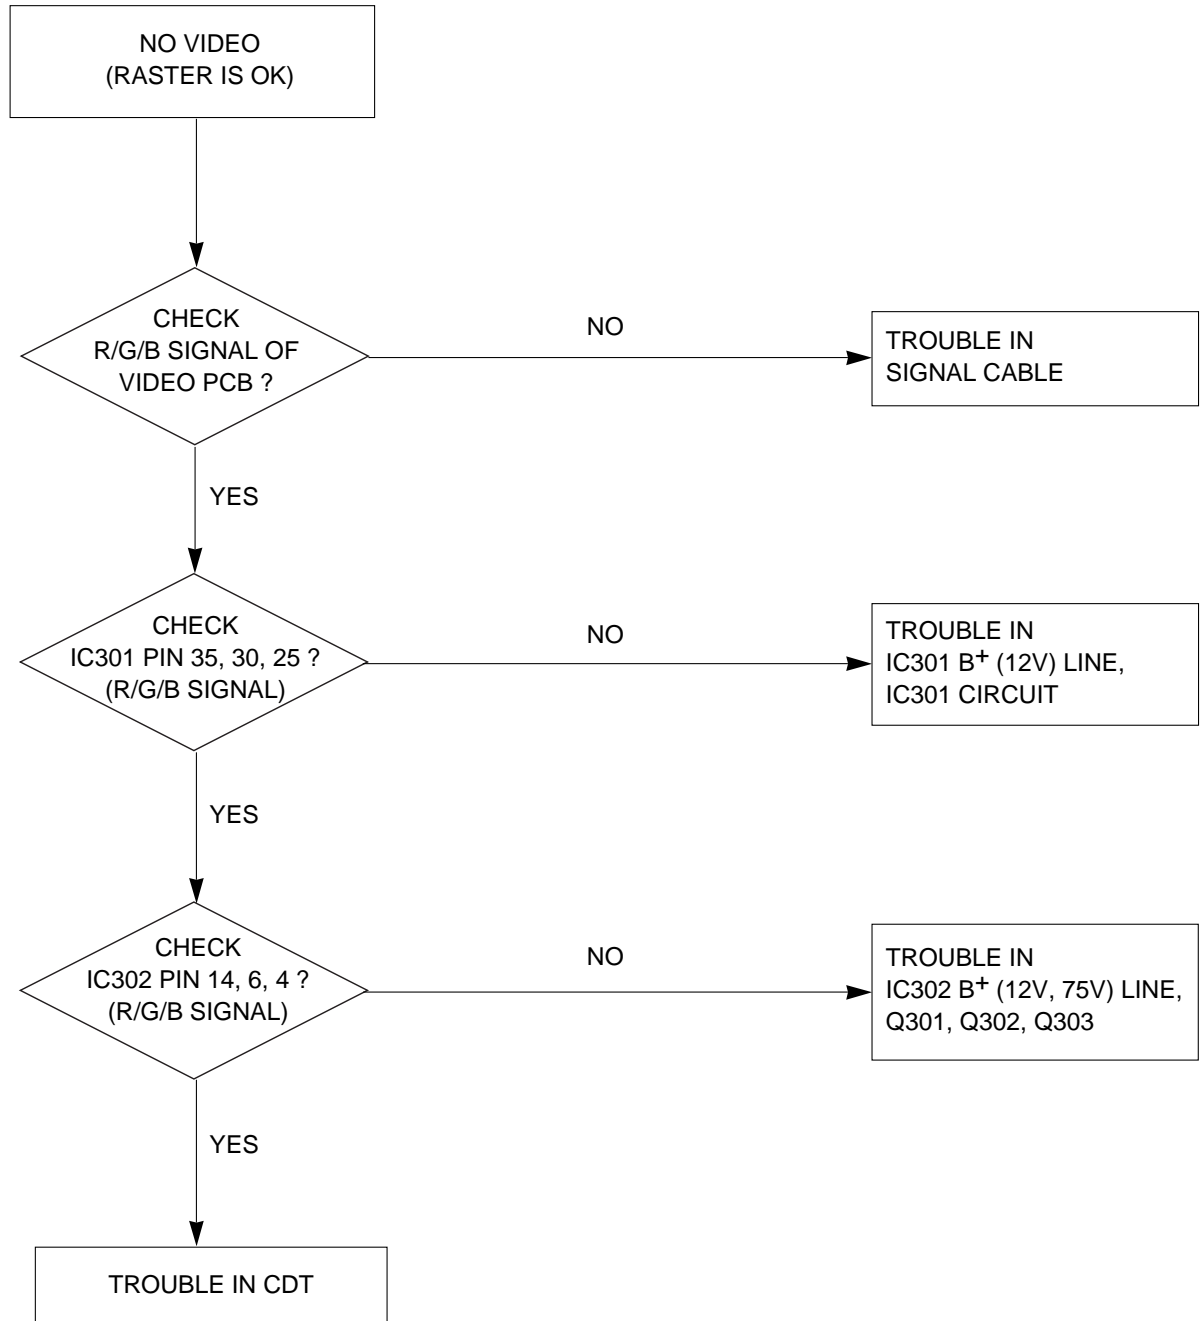 NO VIDEO
(RASTER IS OK)
CHECK
R/G/B SIGNAL OF
VIDEO PCB ?
NO
TROUBLE IN
SIGNAL CABLE
YES
CHECK
IC301 PIN 35, 30, 25 ?
(R/G/B SIGNAL)
NO
TROUBLE IN
IC301 B+ (12V) LINE,
IC301 CIRCUIT
YES
CHECK
IC302 PIN 14, 6, 4 ?
(R/G/B SIGNAL)
NO
TROUBLE IN
IC302 B+ (12V, 75V) LINE,
Q301, Q302, Q303
YES
TROUBLE IN CDT